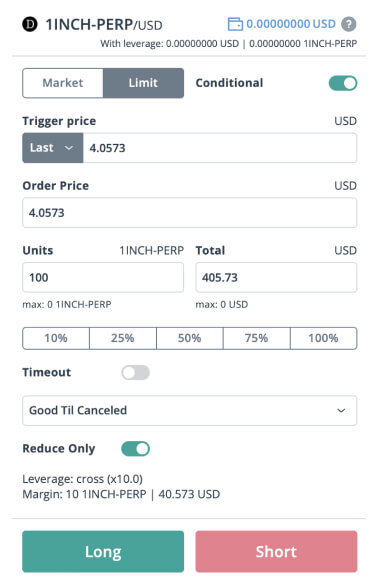 D 1INCH-PERP/USD 0.00000000 USD ?
With leverage: 0.00000000 USD | 0.00000000 1INCH-PERP
Market Limit Conditional
Trigger price USD
Last 4.0573
Order Price USD
4.0573
Units 1INCH-PERP Total USD
100 405.73
max: 0 1INCH-PERP max: 0 USD
10% 25% 50% 75% 100%
Timeout
Good Til Canceled
Reduce Only
Leverage: cross (x10.0)
Margin: 10 1INCH-PERP | 40.573 USD
Long Short